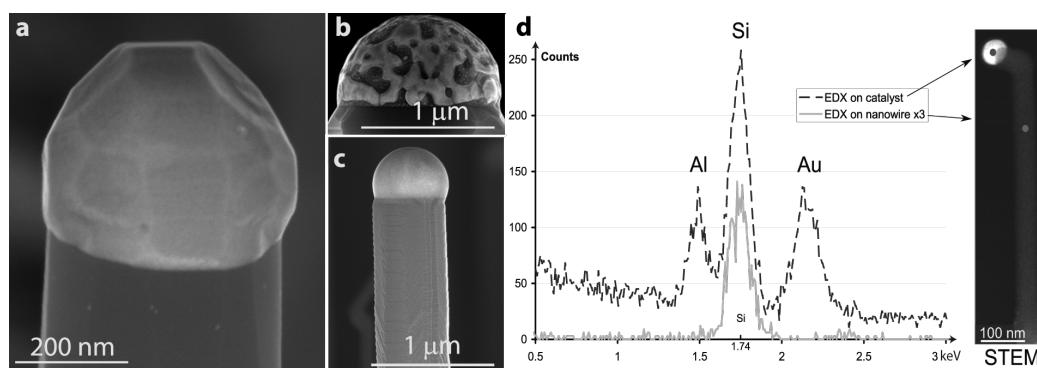 a
200 nm
b
1 µm
c
1 µm
d
Counts
250
200
150
100
50
0
0.5
1
1.5
1.74
2
2.5
3 keV
Al
Si
Au
Si
EDX on catalyst
EDX on nanowire x3
100 nm
STEM